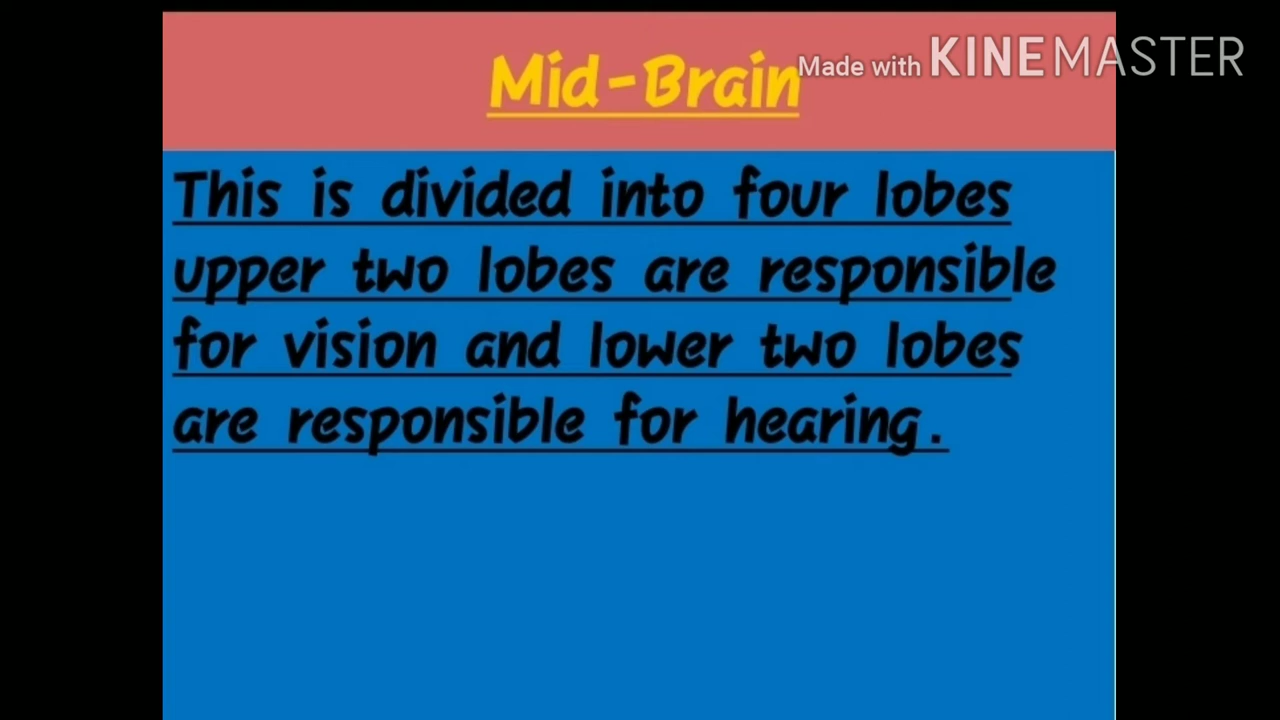 Mid-Brain
Made with KINEMASTER
This is divided into four lobes
upper two lobes are responsible
for vision and lower two lobes
are responsible for hearing.